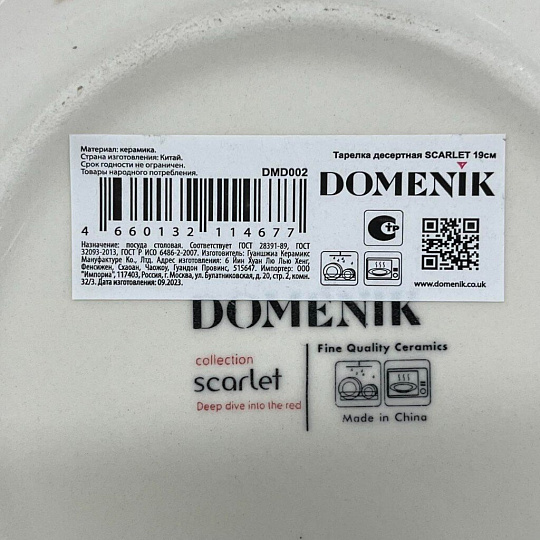 Материал: керамика.
Страна изготовления: Китай.
Срок годности не ограничен.
Товары народного потребления.
DMD002
4 660132 114677
Назначение: посуда столовая. Соответствует ГОСТ 28391-89, ГОСТ
32093-2013, ГОСТ Р ИСО 6486-2-2007. Изготовитель: Гуаншжиа Керамикс
Мануфактуре Ко., Лтд. Адрес изготовления: 6 Йин Хуан Лю Лью Хенг,
Фенсижен, Схаоан, Чаожоу, Гуандон Провинс, 515647. Импортер: ООО
"Импориа", 117403, Россия, г. Москва, ул. Булатниковская, д. 20, стр. 2, комн.
32/3. Дата изготовления 09.2023.
Тарелка десертная SCARLET 19см
DOMENIK
www.domenik.co.uk
DOMENIK
collection
scarlet
Deep dive into the red
Fine Quality Ceramics
Made in China